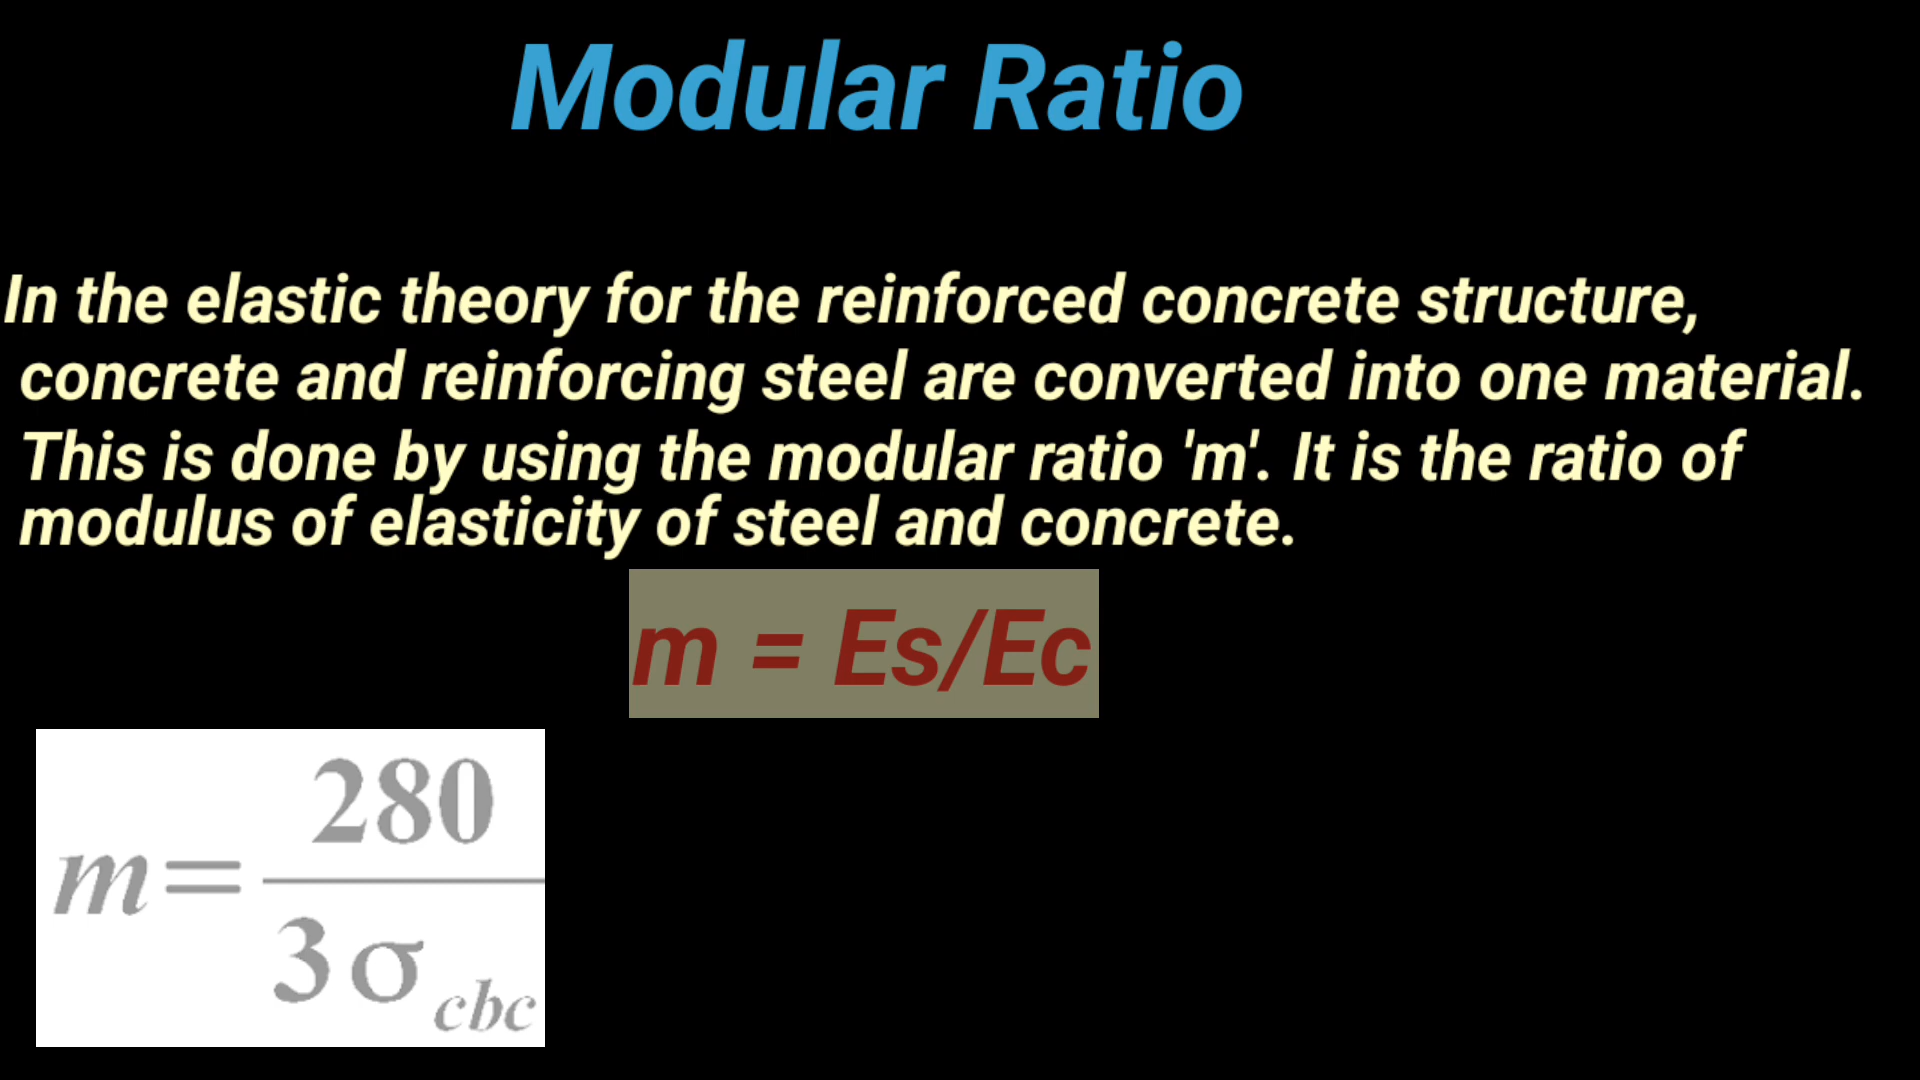 Modular Ratio
In the elastic theory for the reinforced concrete structure,
concrete and reinforcing steel are converted into one material.
This is done by using the modular ratio 'm'. It is the ratio of
modulus of elasticity of steel and concrete.
m = Es/Ec
m = 280 / 3 σ cbc